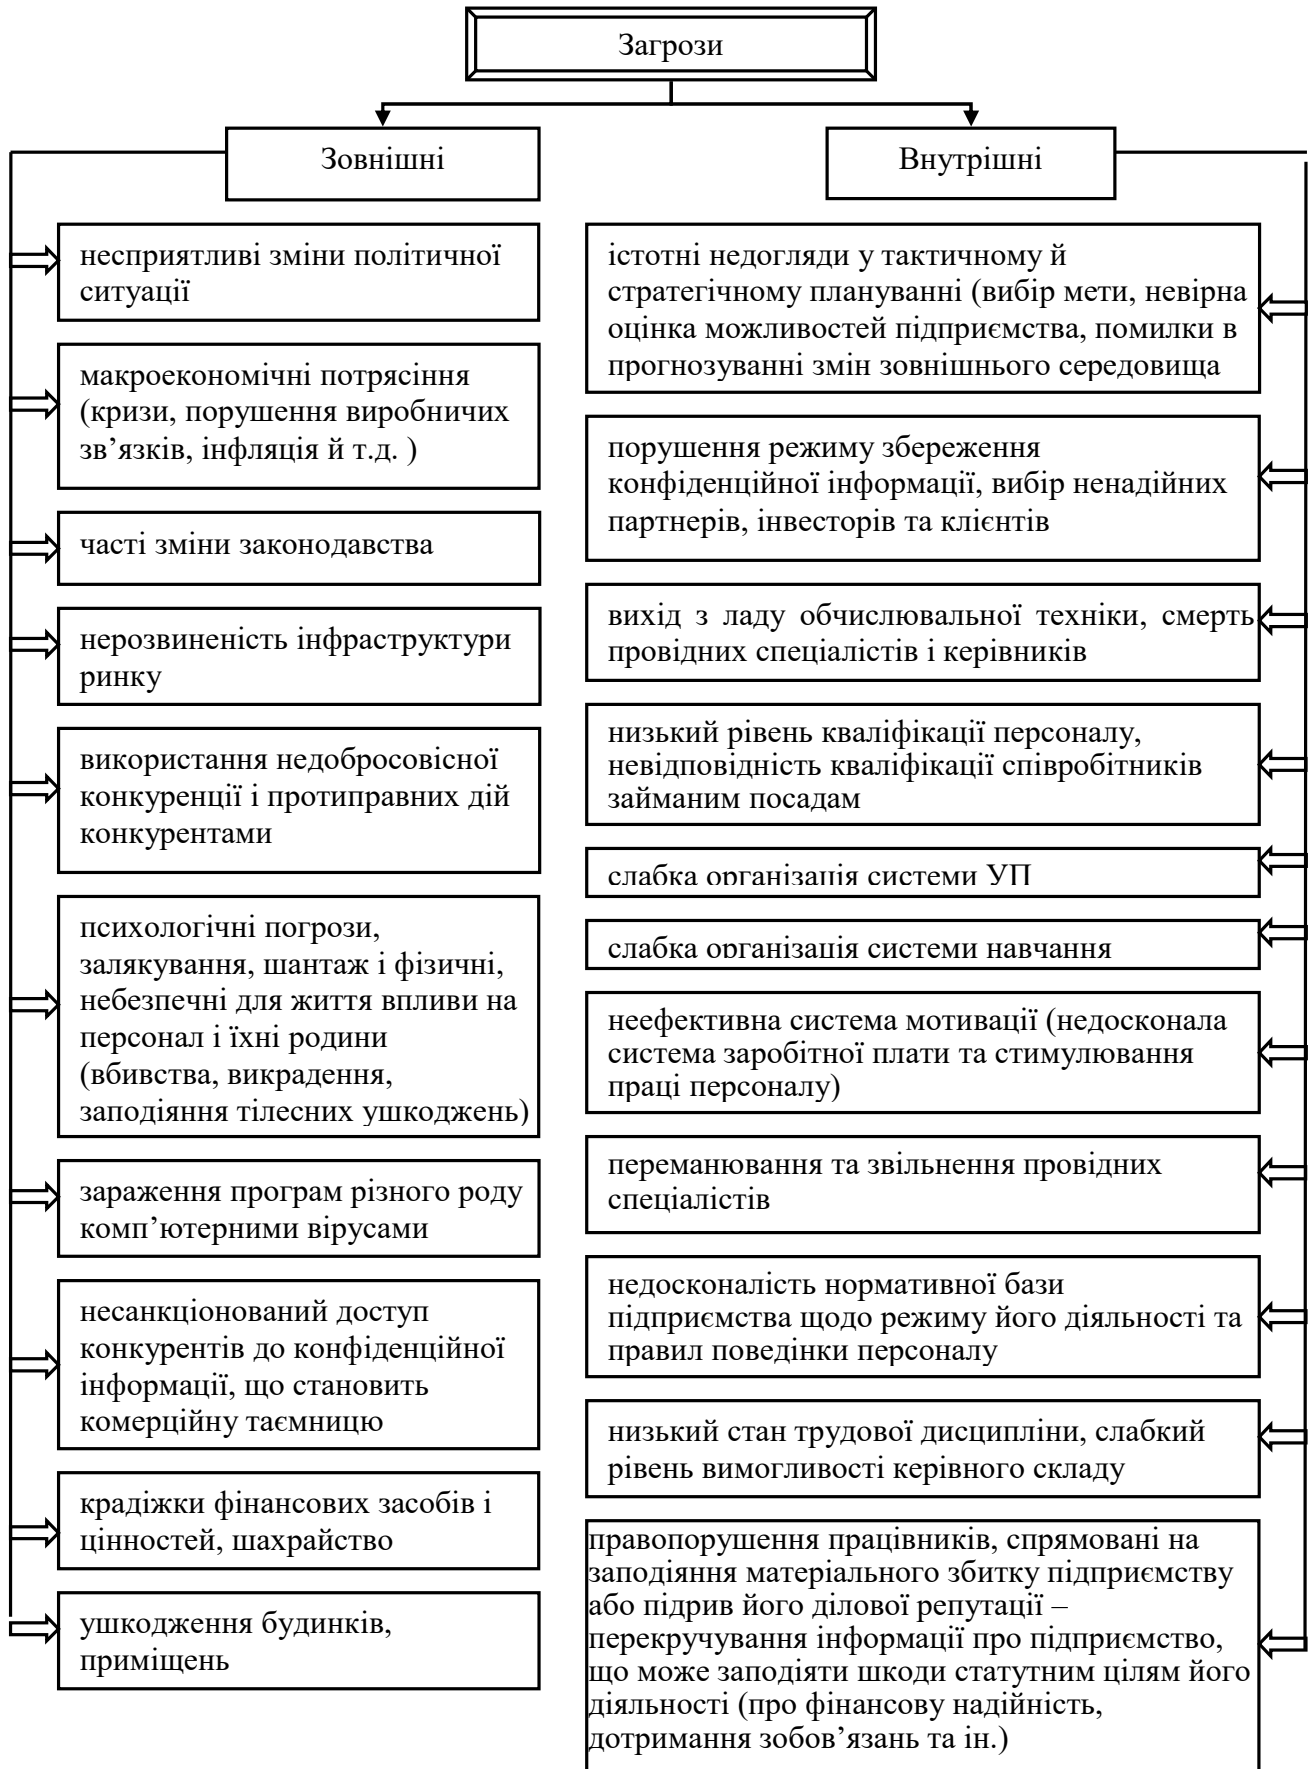 Загрози
Зовнішні
Внутрішні
несприятливі зміни політичної
ситуації
макроекономічні потрясіння
(кризи, порушення виробничих
зв’язків, інфляція й т.д. )
часті зміни законодавства
нерозвиненість інфраструктури
ринку
використання недобросовісної
конкуренції і протиправних дій
конкурентами
психологічні погрози,
залякування, шантаж і фізичні,
небезпечні для життя впливи на
персонал і їхні родини
(вбивства, викрадення,
заподіяння тілесних ушкоджень)
зараження програм різного роду
комп’ютерними вірусами
несанкціонований доступ
конкурентів до конфіденційної
інформації, що становить
комерційну таємницю
крадіжки фінансових засобів і
цінностей, шахрайство
ушкодження будинків,
приміщень
істотні недогляди у тактичному й
стратегічному плануванні (вибір мети, невірна
оцінка можливостей підприємства, помилки в
прогнозуванні змін зовнішнього середовища
порушення режиму збереження
конфіденційної інформації, вибір ненадійних
партнерів, інвесторів та клієнтів
вихід з ладу обчислювальної техніки, смерть
провідних спеціалістів і керівників
низький рівень кваліфікації персоналу,
невідповідність кваліфікації співробітників
займаним посадам
слабка організація системи УП
слабка організація системи навчання
неефективна система мотивації (недосконала
система заробітної плати та стимулювання
праці персоналу)
переманювання та звільнення провідних
спеціалістів
недосконалість нормативної бази
підприємства щодо режиму його діяльності та
правил поведінки персоналу
низький стан трудової дисципліни, слабкий
рівень вимогливості керівного складу
правопорушення працівників, спрямовані на
заподіяння матеріального збитку підприємству
або підрив його ділової репутації –
перекручування інформації про підприємство,
що може заподіяти шкоди статутним цілям його
діяльності (про фінансову надійність,
дотримання зобов’язань та ін.)